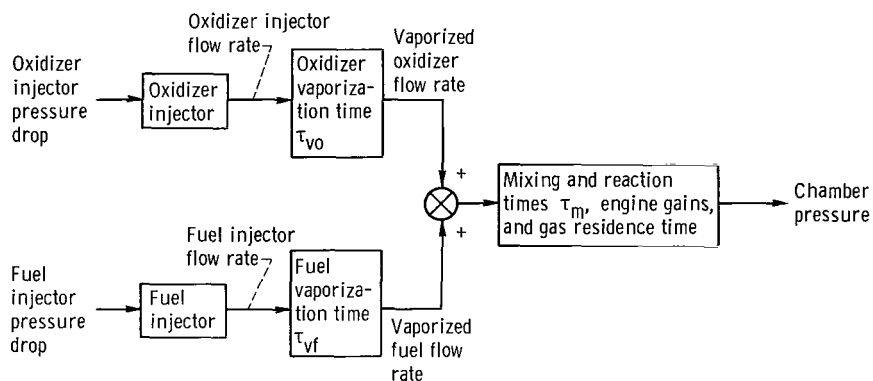 Oxidizer
injector
pressure
drop
Oxidizer
injector
Oxidizer injector
flow rate
Oxidizer
vaporiza-
tion time
τvo
Vaporized
oxidizer
flow rate
+
+
Mixing and reaction
times τm, engine gains,
and gas residence time
Chamber
pressure
Fuel
injector
pressure
drop
Fuel
injector
Fuel injector
flow rate
Fuel
vaporiza-
tion time
τvf
Vaporized
fuel flow
rate